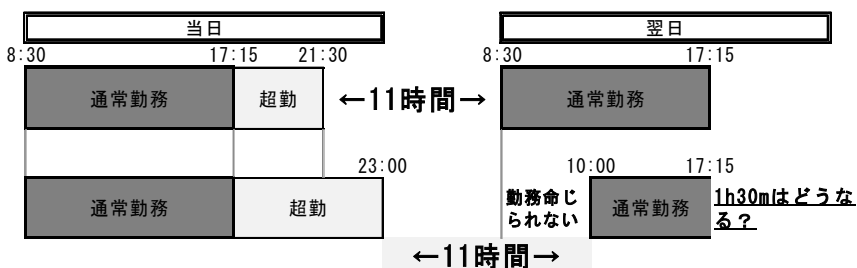 当日
翌日
8:30
17:15
21:30
8:30
17:15
通常勤務
超勤
←11時間→
通常勤務
23:00
10:00
17:15
通常勤務
超勤
勤務命じ
られない
通常勤務
1h30mはどうな
る？
←11時間→